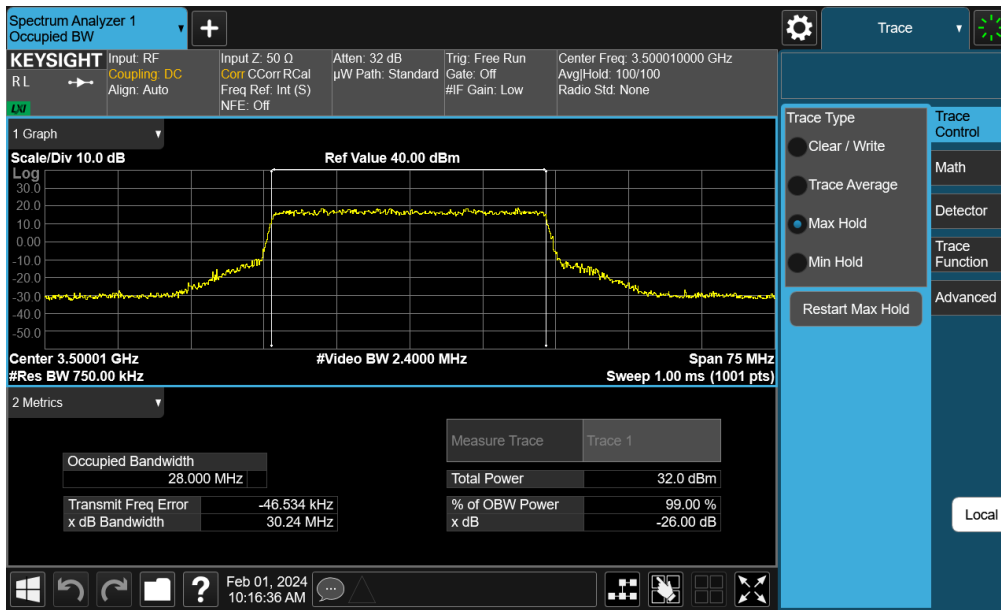 Spectrum Analyzer 1
Occupied BW
Trace
KEYSIGHT
R L
LXI
Input: RF
Coupling: DC
Align: Auto
Input Z: 50 Ω
Corr CCorr RCal
Freq Ref: Int (S)
NFE: Off
Atten: 32 dB
µW Path: Standard
Trig: Free Run
Gate: Off
#IF Gain: Low
Center Freq: 3.500010000 GHz
Avg|Hold: 100/100
Radio Std: None
1 Graph
Scale/Div 10.0 dB
Ref Value 40.00 dBm
Log
30.0
20.0
10.0
0.00
-10.0
-20.0
-30.0
-40.0
-50.0
Center 3.50001 GHz
#Video BW 2.4000 MHz
Span 75 MHz
#Res BW 750.00 kHz
Sweep 1.00 ms (1001 pts)
2 Metrics
Measure Trace
Trace 1
Occupied Bandwidth
28.000 MHz
Total Power
32.0 dBm
Transmit Freq Error
-46.534 kHz
% of OBW Power
99.00 %
x dB Bandwidth
30.24 MHz
x dB
-26.00 dB
Trace Type
Clear / Write
Trace Average
Max Hold
Min Hold
Restart Max Hold
Trace
Control
Math
Detector
Trace
Function
Advanced
Local
?
Feb 01, 2024
10:16:36 AM